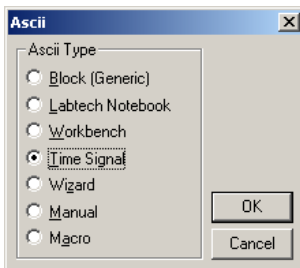 Ascii
Ascii Type
Block (Generic)
Labtech Notebook
Workbench
Time Signal
Wizard
Manual
Macro
OK
Cancel